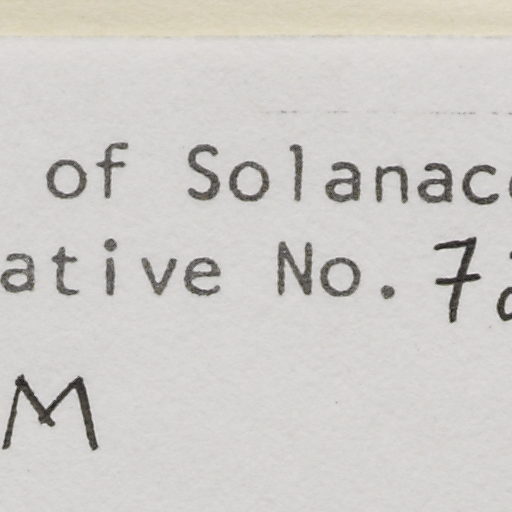 of Solanac
ative No. 7
M